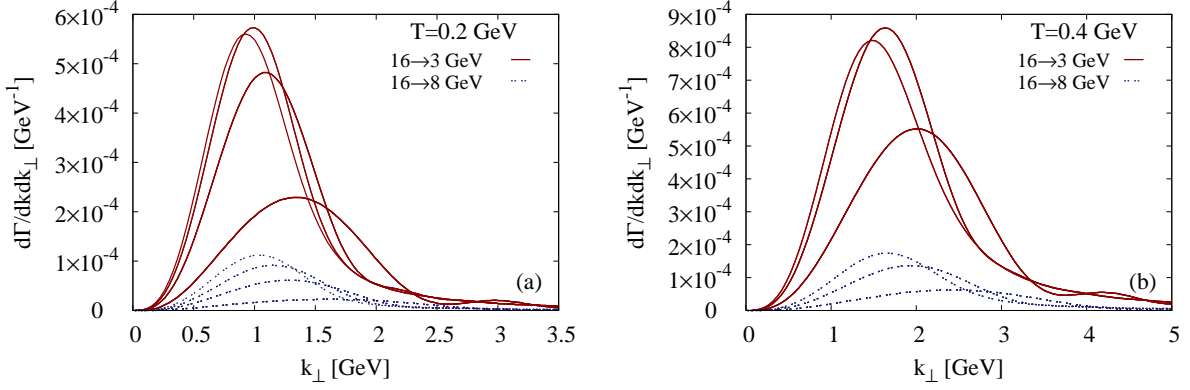 dΓ/dkdk⊥ [GeV⁻¹]
6×10⁻⁴
5×10⁻⁴
4×10⁻⁴
3×10⁻⁴
2×10⁻⁴
1×10⁻⁴
0
T=0.2 GeV
16→3 GeV
16→8 GeV
(a)
0 0.5 1 1.5 2 2.5 3 3.5
k⊥ [GeV]
dΓ/dkdk⊥ [GeV⁻¹]
9×10⁻⁴
8×10⁻⁴
7×10⁻⁴
6×10⁻⁴
5×10⁻⁴
4×10⁻⁴
3×10⁻⁴
2×10⁻⁴
1×10⁻⁴
0
T=0.4 GeV
16→3 GeV
16→8 GeV
(b)
0 1 2 3 4 5
k⊥ [GeV]